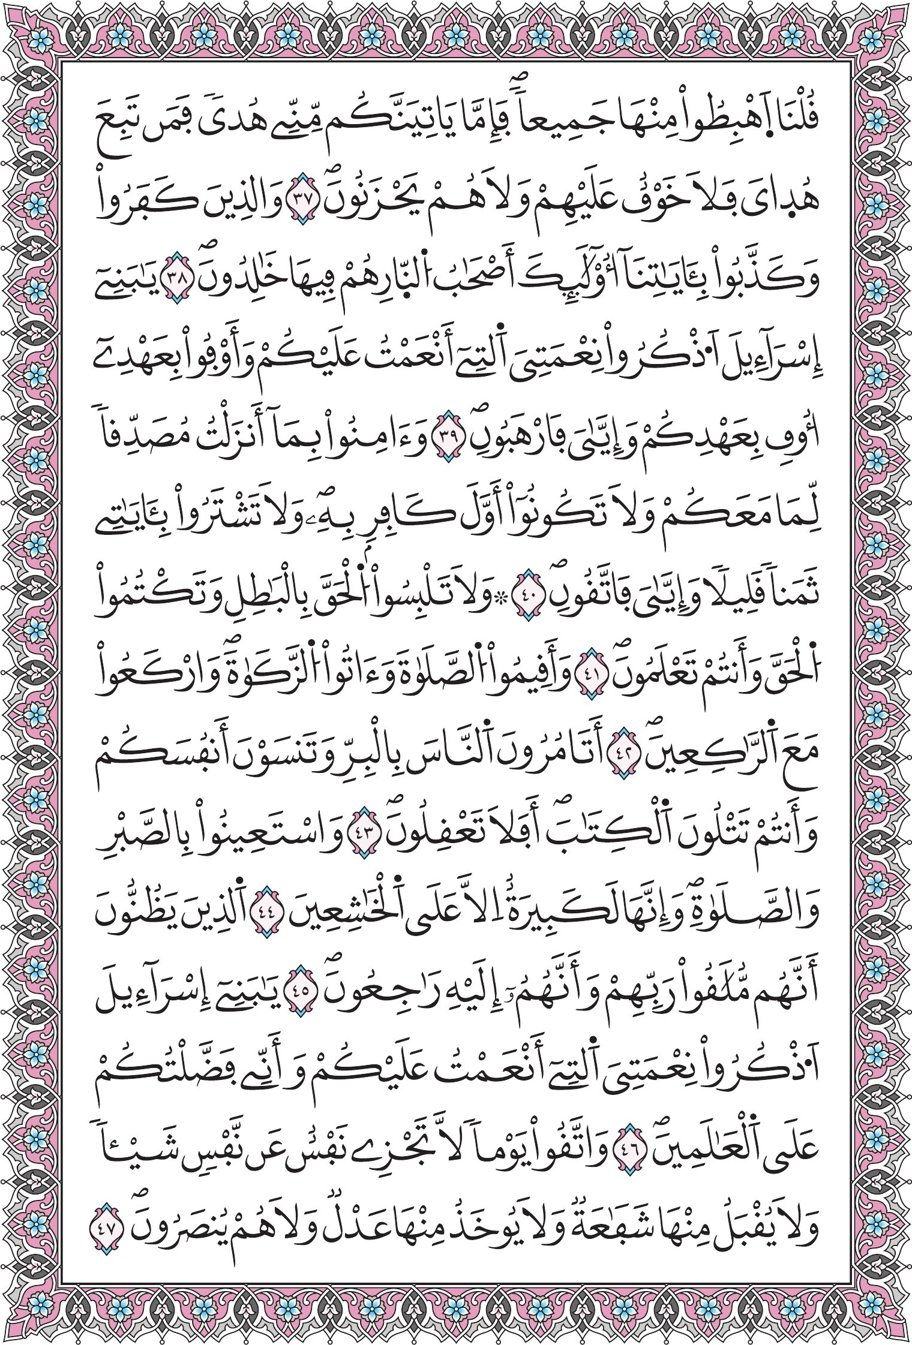 قُلْنَا اَهْبِطُواْ مِنْهَا جَمِيعاٗۖ فَإِمَّا يَاتِيَنَّكُم مِّنِّے هُدىٗ فَمَن تَبِعَ
هُدٜايَ فَلَا خَوْفٌ عَلَيْهِمْ وَلَا هُمْ يَحْزَنُونَۖ ٣٧ وَالذِينَ كَفَرُواْ
وَكَذَّبُواْ بِـَٔايَٰتِنَآ أُوْلَٰٓئِكَ أَصْحَٰبُ اُ۬لنّ۪ارِ هُمْ فِيهَا خَٰلِدُونَۖ ٣٨ يَٰبَنِےٓ
إِسْرَآءِيلَ اَ۟ذْكُرُواْ نِعْمَتِيَ اَ۬لتِےٓ أَنْعَمْتُ عَلَيْكُمْ وَأَوْفُواْ بِعَهْدِےٓ
أُوفِ بِعَهْدِكُمْ وَإِيَّٰيَ فَارْهَبُونِۖ ٣٩ وَءَامِنُواْ بِمَآ أَنزَلْتُ مُصَدِّقاٗ
لِّمَا مَعَكُمْ وَلَا تَكُونُوٓاْ أَوَّلَ كَافِرِۢ بِهِۦۖ وَلَا تَشْتَرُواْ بِـَٔايَٰتِے
ثَمَناٗ قَلِيلاٗ وَإِيَّٰيَ فَاتَّقُونِۖ ٤٠ ۞ وَلَا تَلْبِسُواْ اُ۬لْحَقَّ بِالْبَٰطِلِ وَتَكْتُمُواْ
اُ۬لْحَقَّ وَأَنتُمْ تَعْلَمُونَۖ ٤١ وَأَقِيمُواْ اُ۬لصَّلَوٰةَ وَءَاتُواْ اُ۬لزَّكَوٰةَۖ وَارْكَعُواْ
مَعَ اَ۬لرَّٰكِعِينَۖ ٤٢ أَتَامُرُونَ اَ۬لنَّاسَ بِالْبِرِّ وَتَنسَوْنَ أَنفُسَكُمْ
وَأَنتُمْ تَتْلُونَ اَ۬لْكِتَٰبَۖ أَفَلَا تَعْقِلُونَۖ ٤٣ وَاسْتَعِينُواْ بِالصَّبْرِ
وَالصَّلَوٰةِۖ وَإِنَّهَا لَكَبِيرَةٌ اِلَّا عَلَى اَ۬لْخَٰشِعِينَ ٤٤ اَ۬لذِينَ يَظُنُّونَ
أَنَّهُم مُّلَٰقُواْ رَبِّهِمْ وَأَنَّهُمُۥٓ إِلَيْهِ رَٰجِعُونَۖ ٤٥ يَٰبَنِےٓ إِسْرَآءِيلَ
اَ۟ذْكُرُواْ نِعْمَتِيَ اَ۬لتِےٓ أَنْعَمْتُ عَلَيْكُمْ وَأَنِّے فَضَّلْتُكُمْ
عَلَى اَ۬لْعَٰلَمِينَۖ ٤٦ وَاتَّقُواْ يَوْماٗ لَّا تَجْزِے نَفْسٌ عَن نَّفْسٖ شَيْـٔاٗ
وَلَا يُقْبَلُ مِنْهَا شَفَٰعَةٌ وَلَا يُوخَذُ مِنْهَا عَدْلٌ وَلَا هُمْ يُنصَرُونَۖ ٤٧